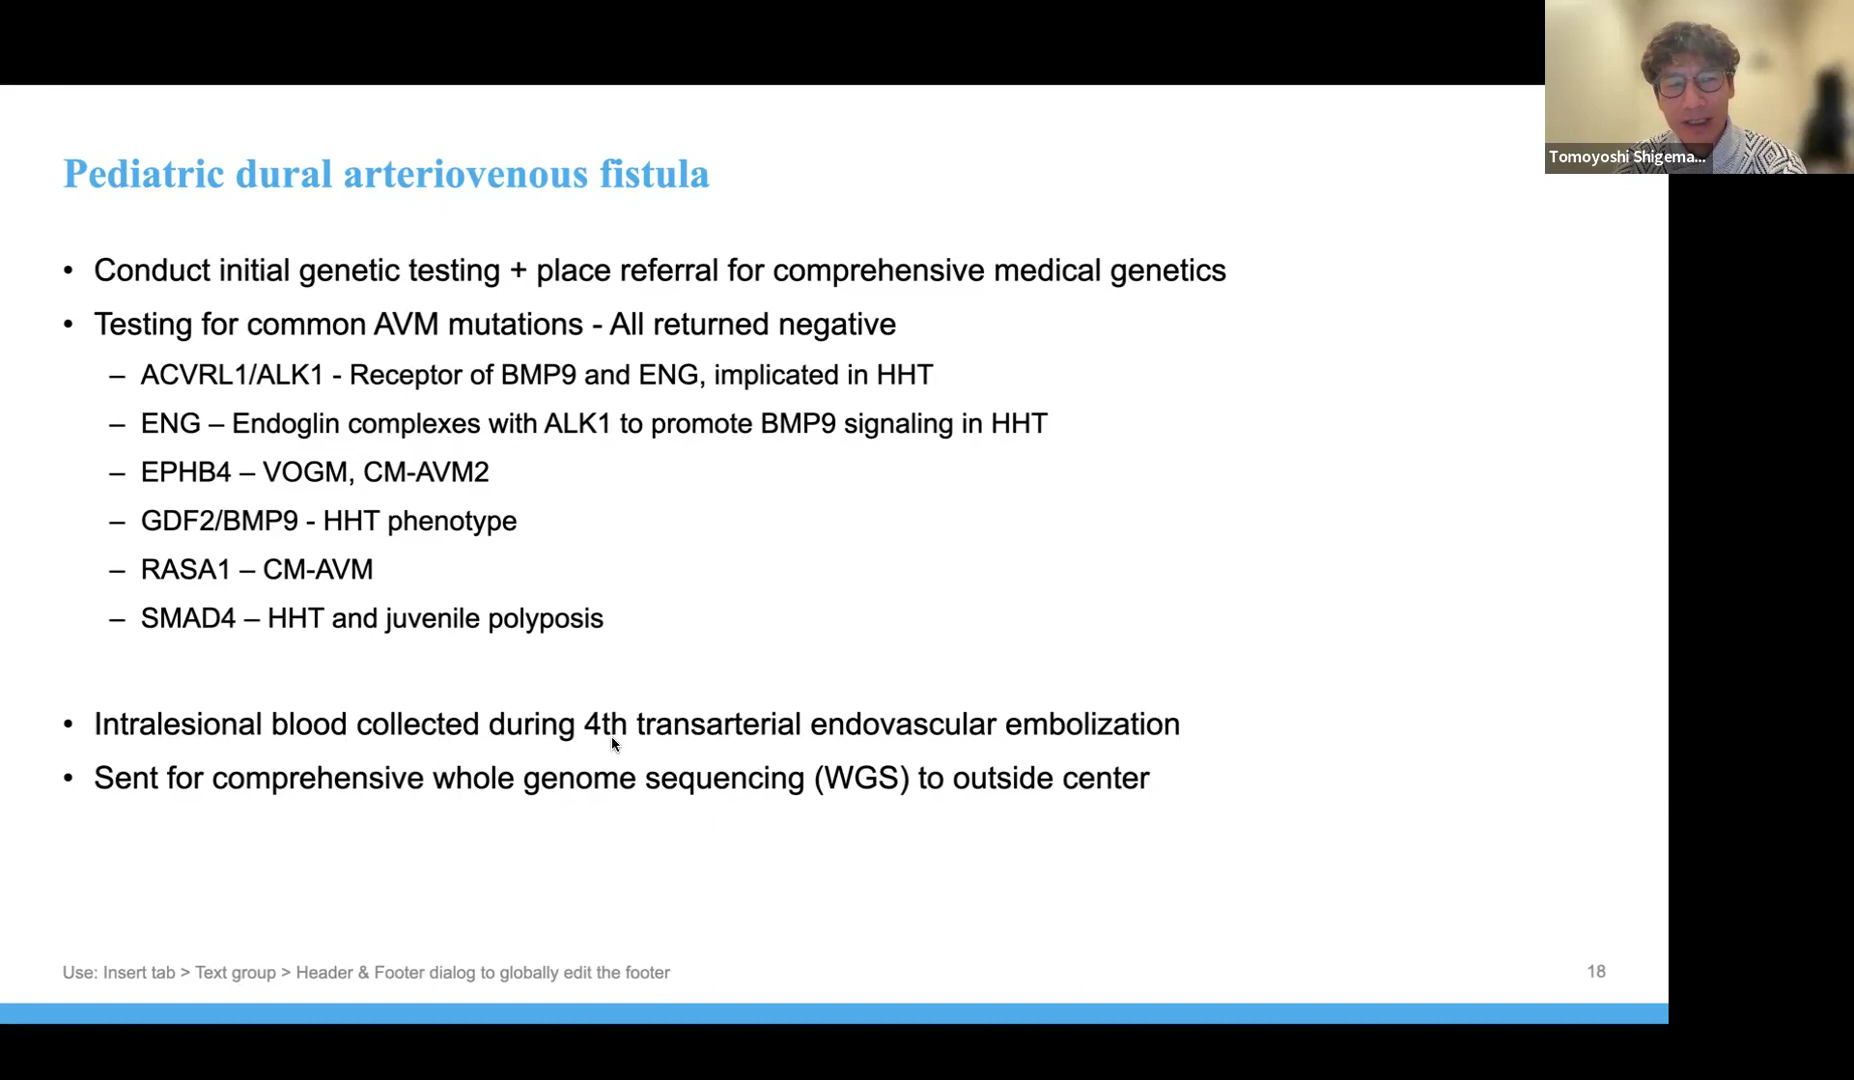 Tomoyoshi Shigema...
Pediatric dural arteriovenous fistula
• Conduct initial genetic testing + place referral for comprehensive medical genetics
• Testing for common AVM mutations - All returned negative
– ACVRL1/ALK1 - Receptor of BMP9 and ENG, implicated in HHT
– ENG – Endoglin complexes with ALK1 to promote BMP9 signaling in HHT
– EPHB4 – VOGM, CM-AVM2
– GDF2/BMP9 - HHT phenotype
– RASA1 – CM-AVM
– SMAD4 – HHT and juvenile polyposis
• Intralesional blood collected during 4th transarterial endovascular embolization
• Sent for comprehensive whole genome sequencing (WGS) to outside center
Use: Insert tab > Text group > Header & Footer dialog to globally edit the footer
18